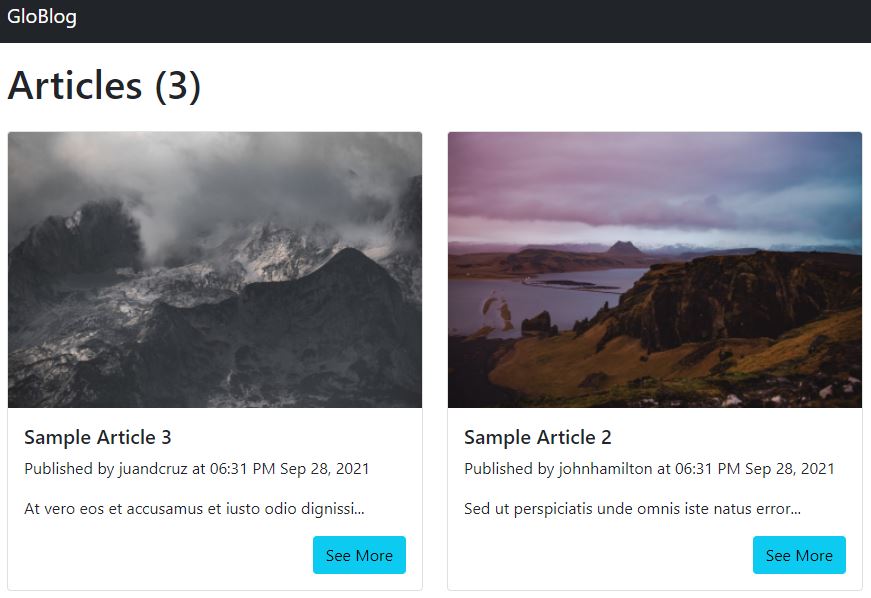 GloBlog
Articles (3)
Sample Article 3
Published by juandcruz at 06:31 PM Sep 28, 2021
At vero eos et accusamus et iusto odio dignissi...
See More
Sample Article 2
Published by johnhamilton at 06:31 PM Sep 28, 2021
Sed ut perspiciatis unde omnis iste natus error...
See More